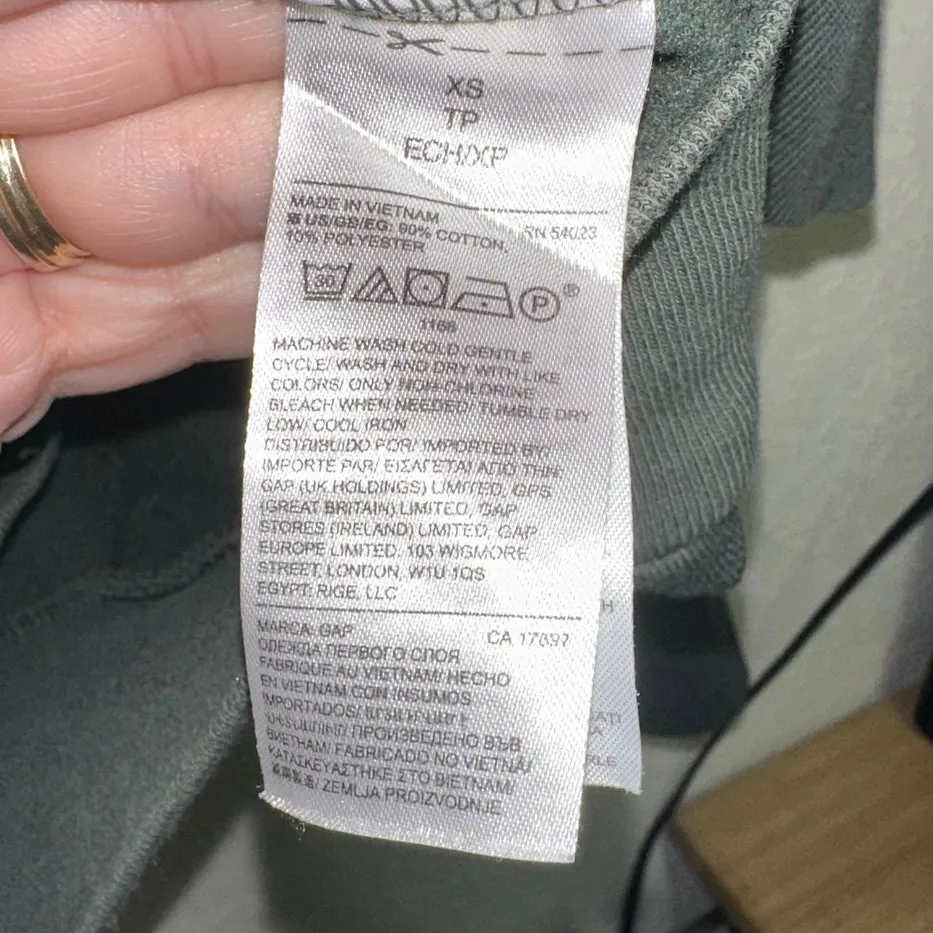 XS
TP
ECH/XP
MADE IN VIETNAM
US/GB/EG: 90% COTTON, RN 54023
10% POLYESTER
30 P ®
1166
MACHINE WASH COLD GENTLE
CYCLE/ WASH AND DRY WITH LIKE
COLORS/ ONLY NON-CHLORINE
BLEACH WHEN NEEDED/ TUMBLE DRY
LOW/ COOL IRON
DISTRIBUIDO POR/ IMPORTED BY/
IMPORTE PAR/ ΕΙΣΑΓΕΤΑΙ ΑΠΟ ΤΗΝ
GAP (UK HOLDINGS) LIMITED, GPS
(GREAT BRITAIN) LIMITED, GAP
STORES (IRELAND) LIMITED, GAP
EUROPE LIMITED, 103 WIGMORE
STREET, LONDON, W1U 1QS
EGYPT: RIGE, LLC
MARCA: GAP CA 17897
ОДЕЖДА ПЕРВОГО СЛОЯ
FABRIQUE AU VIETNAM/ HECHO
EN VIETNAM CON INSUMOS
IMPORTADOS/
ПРОИЗВЕДЕНО ВЪВ
ВИЕТНАМ/ FABRICADO NO VIETNA/
ΚΑΤΑΣΚΕΥΑΣΤΗΚΕ ΣΤΟ ΒΙΕΤΝΑΜ/
/ ZEMLJA PROIZVODNJE